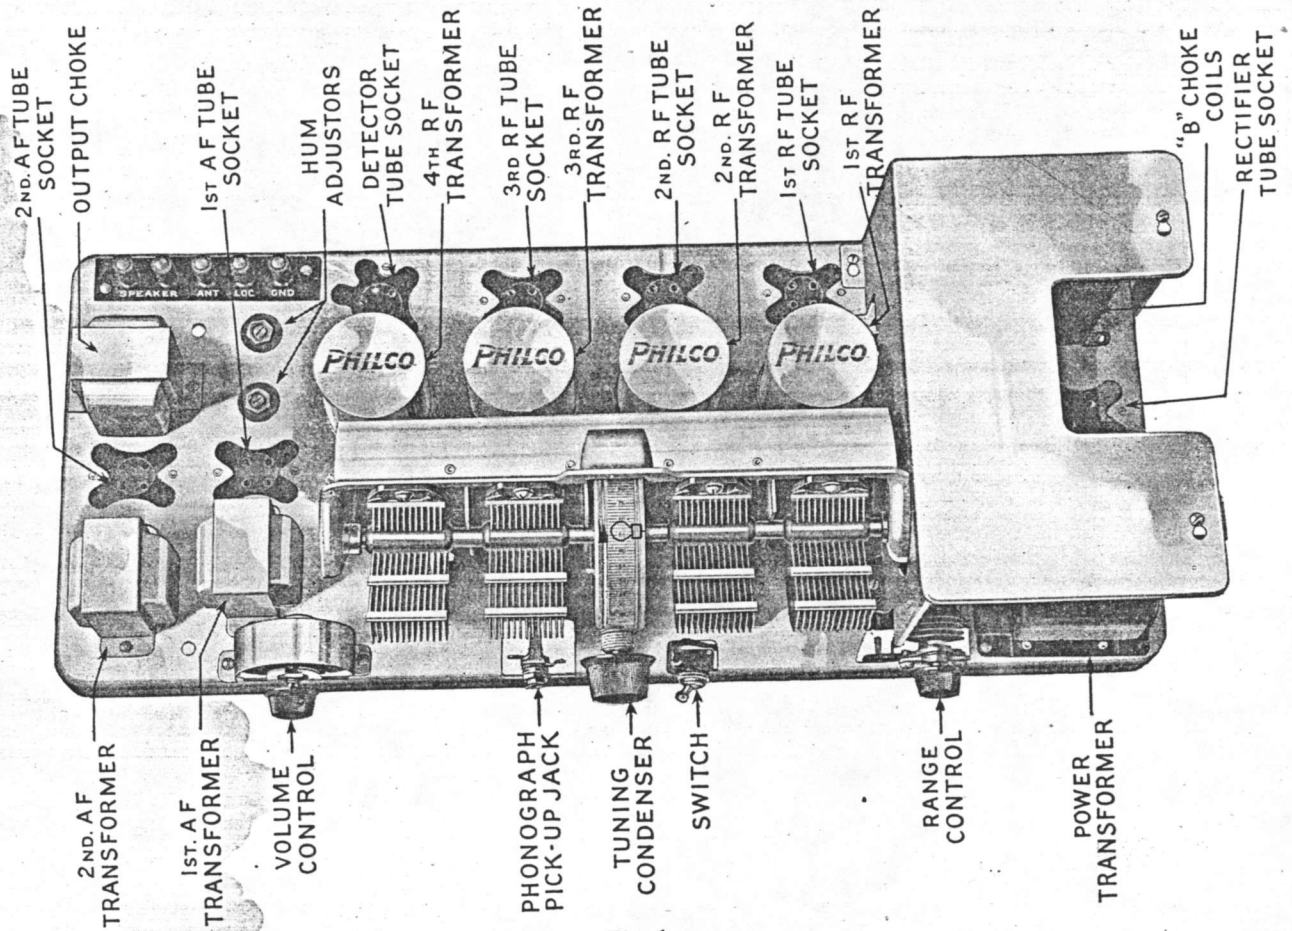 2ND. AF TUBE
SOCKET
OUTPUT CHOKE
1ST AF TUBE
SOCKET
HUM
ADJUSTORS
DETECTOR
TUBE SOCKET
4TH. RF
TRANSFORMER
3RD RF TUBE
SOCKET
3RD. RF
TRANSFORMER
2ND. RF TUBE
SOCKET
2ND. RF
TRANSFORMER
1ST RF TUBE
SOCKET
1ST RF
TRANSFORMER
"B" CHOKE
COILS
RECTIFIER
TUBE SOCKET
SPEAKER ANT LOC GND
PHILCO
PHILCO
PHILCO
PHILCO
2ND. AF
TRANSFORMER
1ST. AF
TRANSFORMER
VOLUME
CONTROL
PHONOGRAPH
PICK-UP JACK
TUNING
CONDENSER
SWITCH
RANGE
CONTROL
POWER
TRANSFORMER